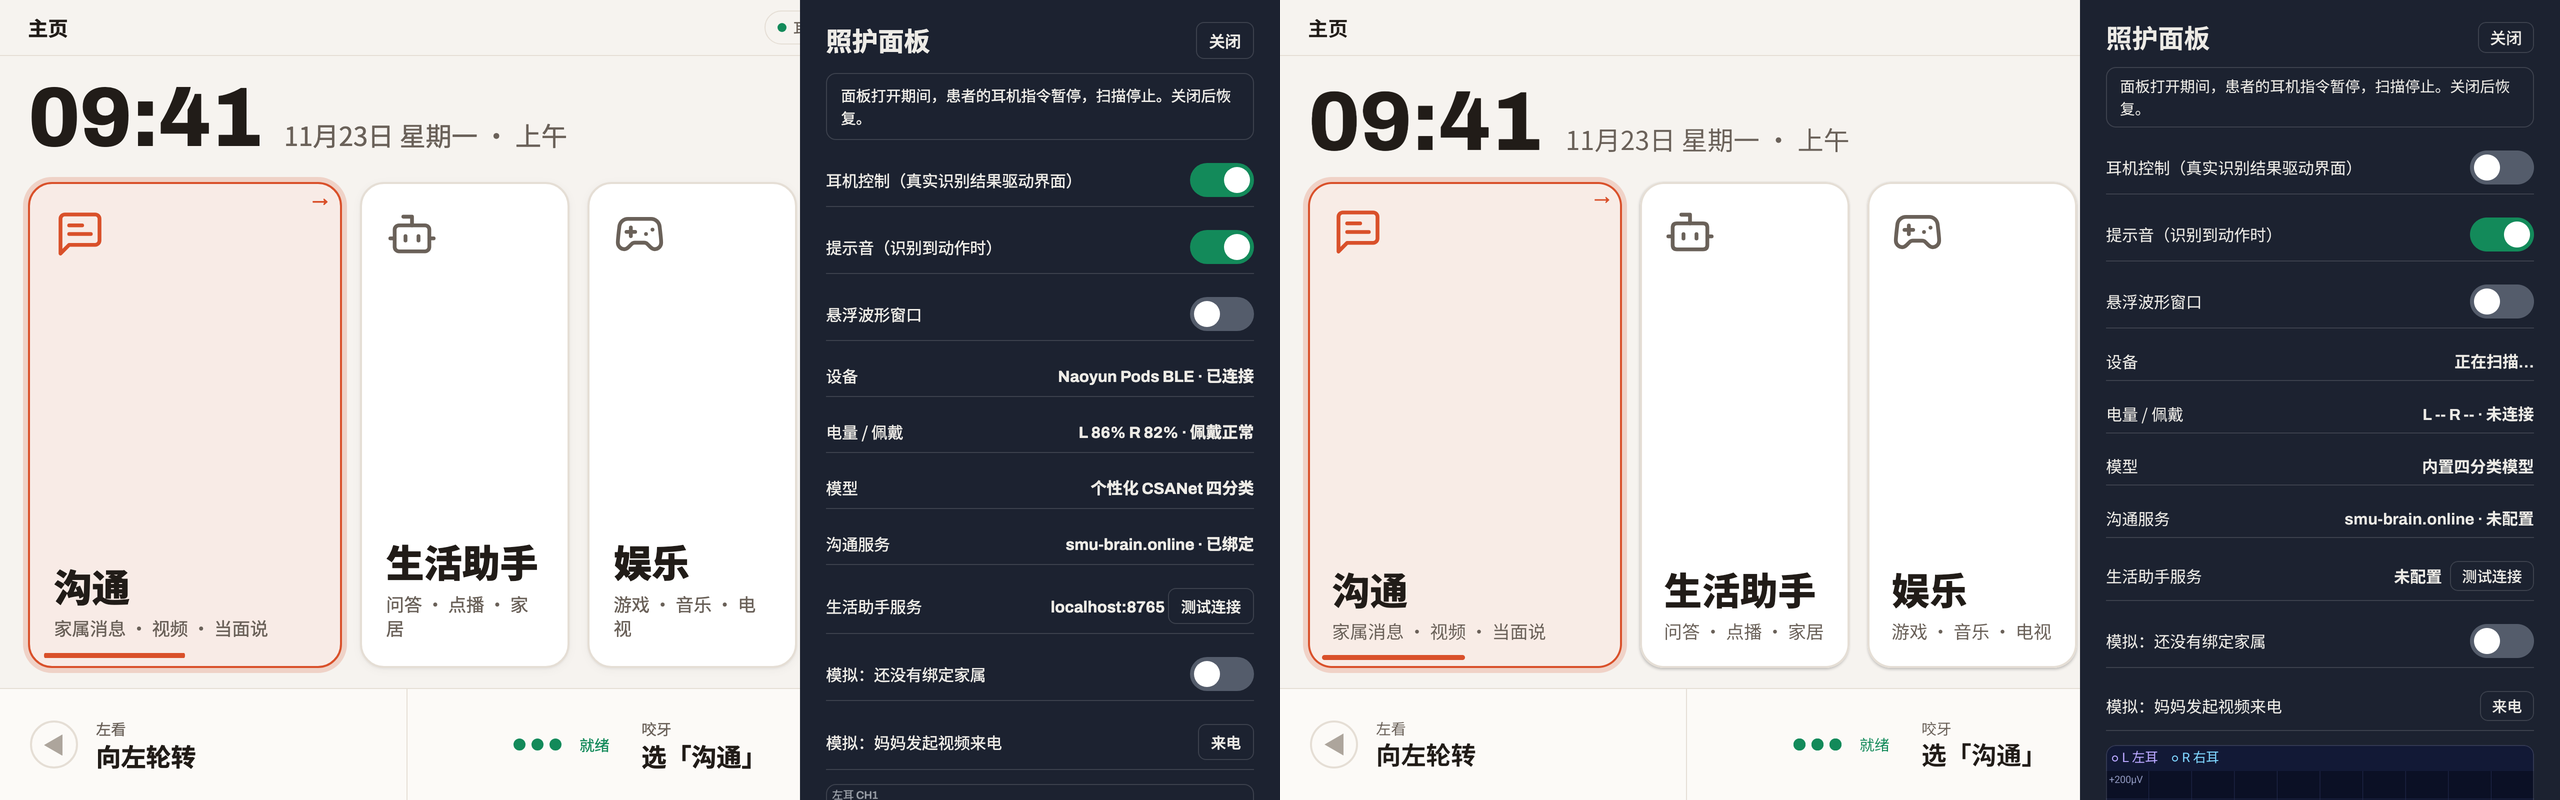 主页
09:41
11月23日 星期一 · 上午
→
沟通
家属消息 · 视频 · 当面说
生活助手
问答 · 点播 · 家
居
娱乐
游戏 · 音乐 · 电
视
左看
向左轮转
就绪
咬牙
选「沟通」
照护面板
关闭
面板打开期间，患者的耳机指令暂停，扫描停止。关闭后恢
复。
耳机控制（真实识别结果驱动界面）
提示音（识别到动作时）
悬浮波形窗口
设备 Naoyun Pods BLE · 已连接
电量 / 佩戴 L 86% R 82% · 佩戴正常
模型 个性化 CSANet 四分类
沟通服务 smu-brain.online · 已绑定
生活助手服务 localhost:8765 测试连接
模拟：还没有绑定家属
模拟：妈妈发起视频来电 来电
左耳 CH1
主页
09:41
11月23日 星期一 · 上午
→
沟通
家属消息 · 视频 · 当面说
生活助手
问答 · 点播 · 家居
娱乐
游戏 · 音乐 · 电视
左看
向左轮转
就绪
咬牙
选「沟通」
照护面板
关闭
面板打开期间，患者的耳机指令暂停，扫描停止。关闭后恢
复。
耳机控制（真实识别结果驱动界面）
提示音（识别到动作时）
悬浮波形窗口
设备 正在扫描...
电量 / 佩戴 L -- R -- · 未连接
模型 内置四分类模型
沟通服务 smu-brain.online · 未配置
生活助手服务 未配置 测试连接
模拟：还没有绑定家属
模拟：妈妈发起视频来电 来电
L 左耳 R 右耳
+200μV